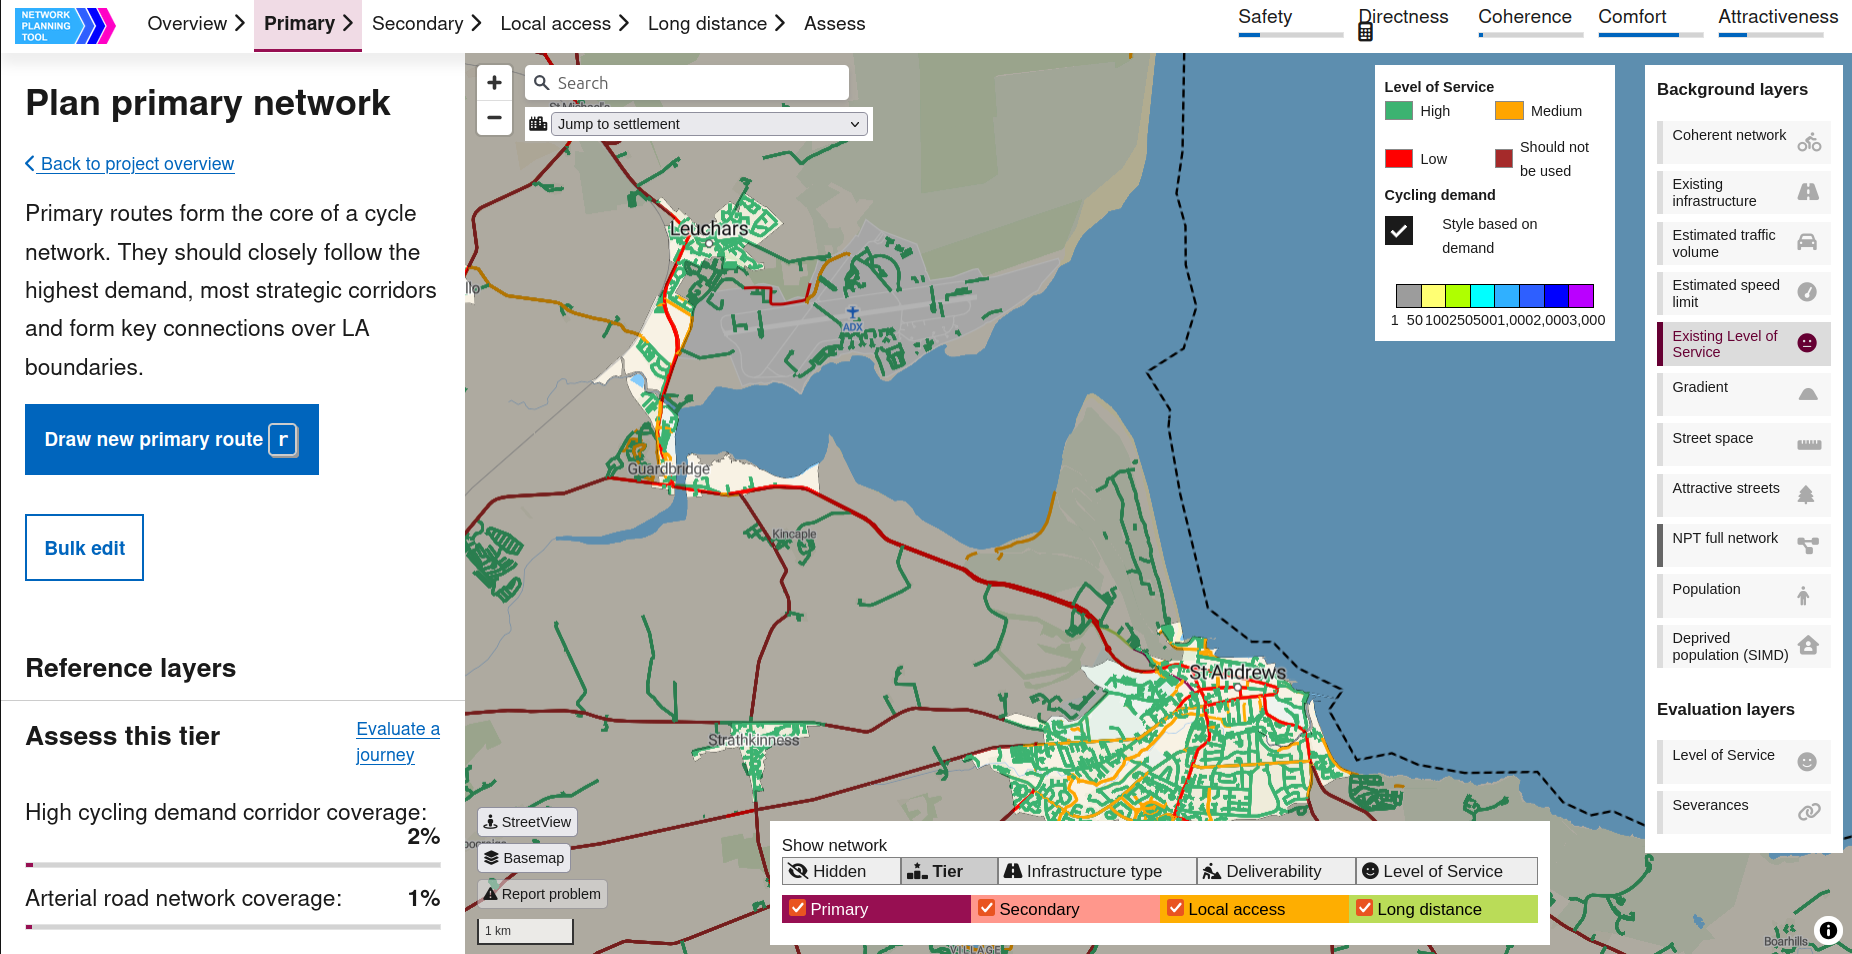 NETWORK
PLANNING
TOOL
Overview
Primary
Secondary
Local access
Long distance
Assess
Safety
Directness
Coherence
Comfort
Attractiveness
Plan primary network
Back to project overview
Primary routes form the core of a cycle
network. They should closely follow the
highest demand, most strategic corridors
and form key connections over LA
boundaries.
Draw new primary route r
Bulk edit
Reference layers
Assess this tier
Evaluate a
journey
High cycling demand corridor coverage:
2%
Arterial road network coverage: 1%
+
−
Search
Jump to settlement
Leuchars
ADX
llo
Guardbridge
Kincaple
St Andrews
Strathkinness
VILLAGE
Boarhills
Level of Service
High
Medium
Low
Should not
be used
Cycling demand
Style based on
demand
1 50 100 250 500 1,000 2,000 3,000
Background layers
Coherent network
Existing
infrastructure
Estimated traffic
volume
Estimated speed
limit
Existing Level of
Service
Gradient
Street space
Attractive streets
NPT full network
Population
Deprived
population (SIMD)
Evaluation layers
Level of Service
Severances
StreetView
Basemap
Report problem
1 km
Show network
Hidden
Tier
Infrastructure type
Deliverability
Level of Service
Primary
Secondary
Local access
Long distance